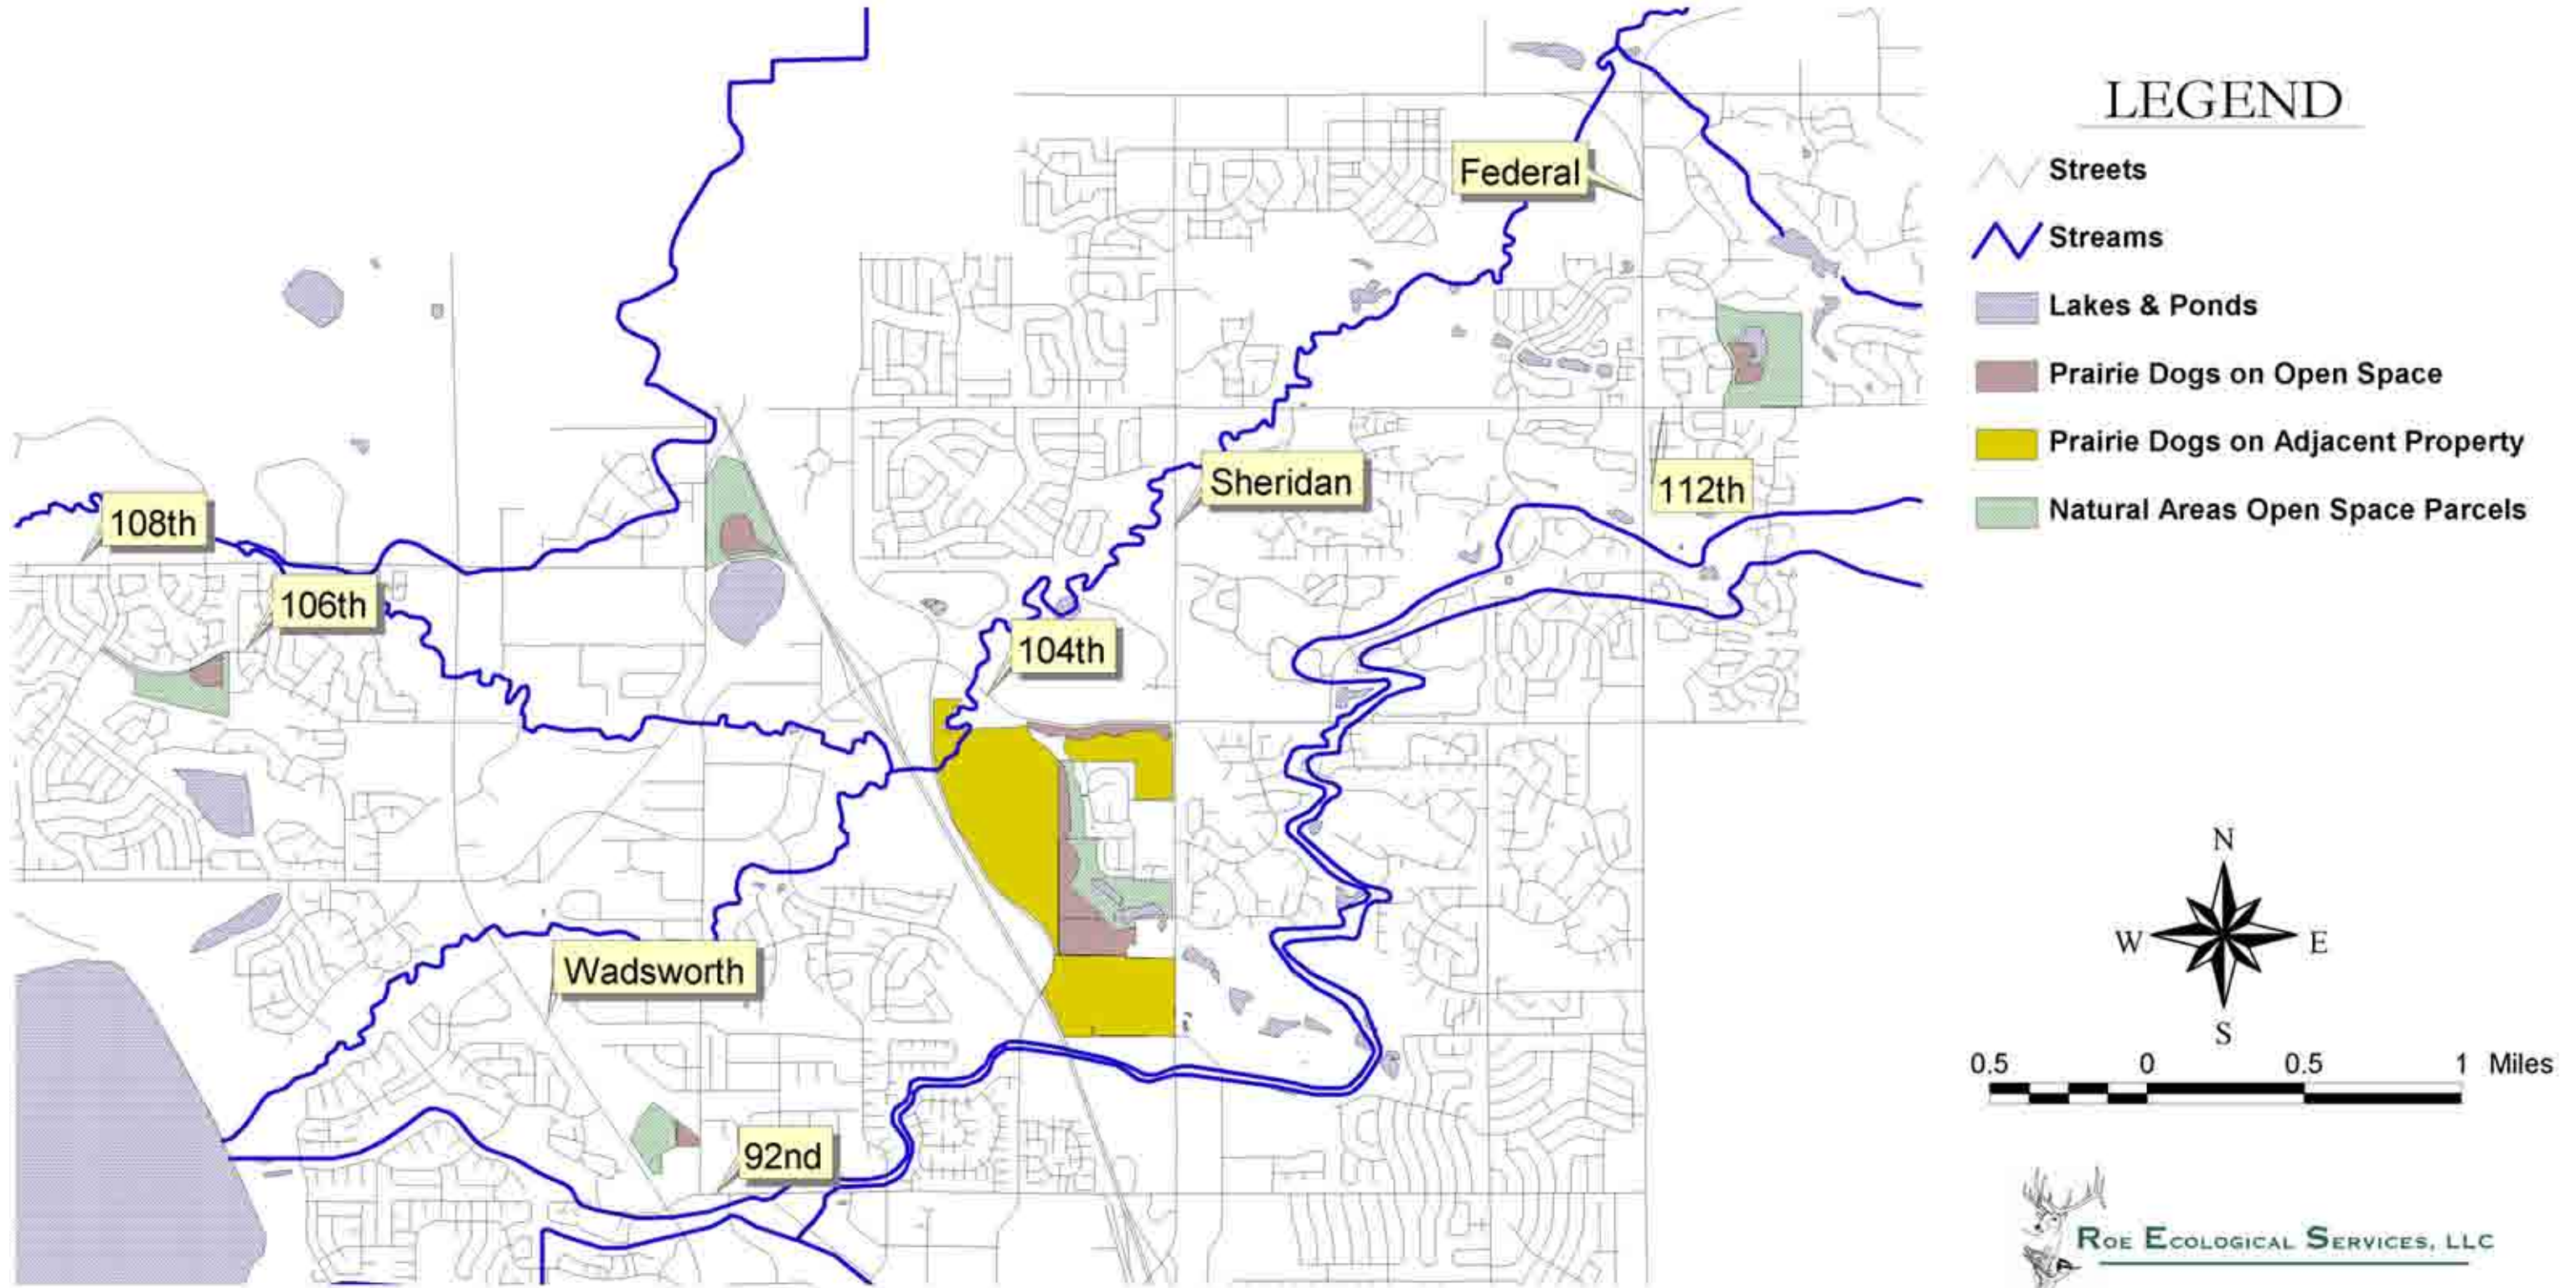 Federal
Sheridan
112th
108th
106th
104th
Wadsworth
92nd
LEGEND
Streets
Streams
Lakes & Ponds
Prairie Dogs on Open Space
Prairie Dogs on Adjacent Property
Natural Areas Open Space Parcels
N
W E
S
0.5 0 0.5 1 Miles
ROE ECOLOGICAL SERVICES, LLC